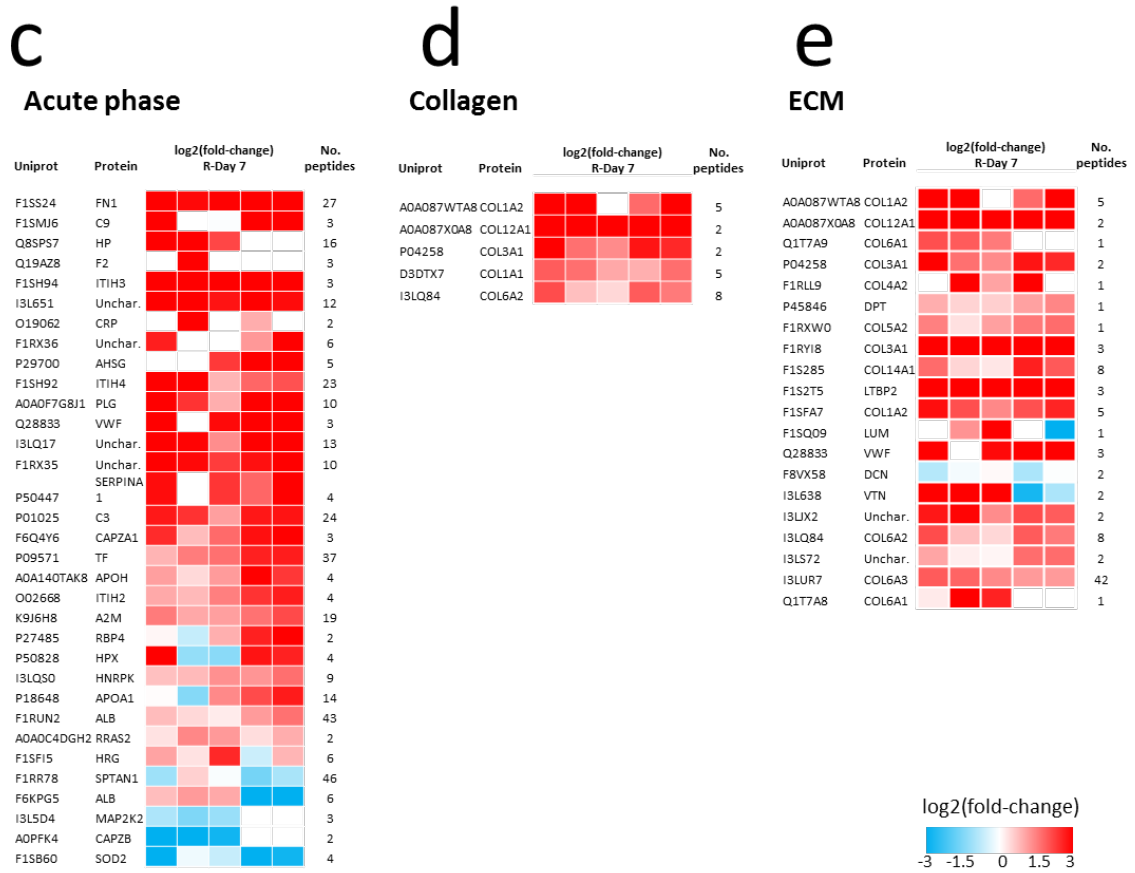 c
Acute phase
log2(fold-change)
R-Day 7
No.
peptides
Uniprot Protein
F1SS24 FN1 27
F1SMJ6 C9 3
Q8SPS7 HP 16
Q19AZ8 F2 3
F1SH94 ITIH3 3
I3L651 Unchar. 12
O19062 CRP 2
F1RX36 Unchar. 6
P29700 AHSG 5
F1SH92 ITIH4 23
A0A0F7G8J1 PLG 10
Q28833 VWF 3
I3LQ17 Unchar. 13
F1RX35 Unchar. 10
SERPINA
P50447 1 4
P01025 C3 24
F6Q4Y6 CAPZA1 3
P09571 TF 37
A0A140TAK8 APOH 4
O02668 ITIH2 4
K9J6H8 A2M 19
P27485 RBP4 2
P50828 HPX 4
I3LQS0 HNRPK 9
P18648 APOA1 14
F1RUN2 ALB 43
A0A0C4DGH2 RRAS2 2
F1SFI5 HRG 6
F1RR78 SPTAN1 46
F6KPG5 ALB 6
I3L5D4 MAP2K2 3
A0PFK4 CAPZB 2
F1SB60 SOD2 4
d
Collagen
log2(fold-change)
R-Day 7
No.
peptides
Uniprot Protein
A0A087WTA8 COL1A2 5
A0A087X0A8 COL12A1 2
P04258 COL3A1 2
D3DTX7 COL1A1 5
I3LQ84 COL6A2 8
e
ECM
log2(fold-change)
R-Day 7
No.
peptides
Uniprot Protein
A0A087WTA8 COL1A2 5
A0A087X0A8 COL12A1 2
Q1T7A9 COL6A1 1
P04258 COL3A1 2
F1RLL9 COL4A2 1
P45846 DPT 1
F1RXW0 COL5A2 1
F1RYI8 COL3A1 3
F1S285 COL14A1 8
F1S2T5 LTBP2 3
F1SFA7 COL1A2 5
F1SQ09 LUM 1
Q28833 VWF 3
F8VX58 DCN 2
I3L638 VTN 2
I3LJX2 Unchar. 2
I3LQ84 COL6A2 8
I3LS72 Unchar. 2
I3LUR7 COL6A3 42
Q1T7A8 COL6A1 1
log2(fold-change)
-3 -1.5 0 1.5 3